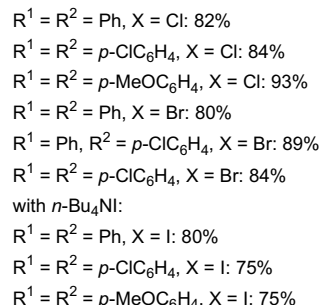 R¹ = R² = Ph, X = Cl: 82%
R¹ = R² = p-ClC₆H₄, X = Cl: 84%
R¹ = R² = p-MeOC₆H₄, X = Cl: 93%
R¹ = R² = Ph, X = Br: 80%
R¹ = Ph, R² = p-ClC₆H₄, X = Br: 89%
R¹ = R² = p-ClC₆H₄, X = Br: 84%
with n-Bu₄NI:
R¹ = R² = Ph, X = I: 80%
R¹ = R² = p-ClC₆H₄, X = I: 75%
R¹ = R² = p-MeOC₆H₄, X = I: 75%